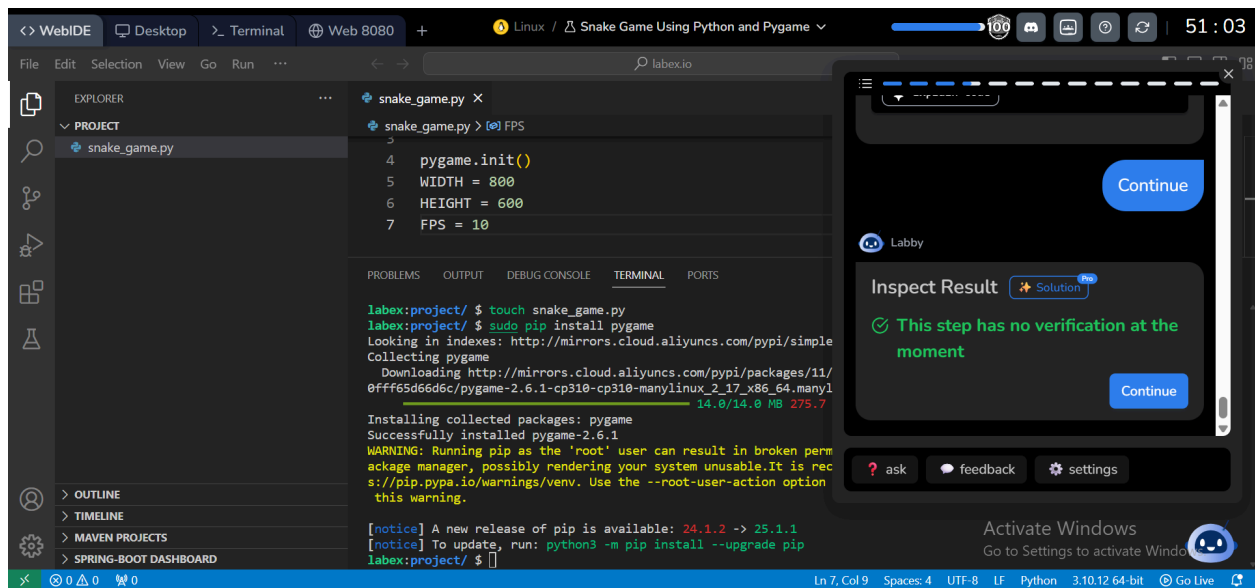 <> WebIDE Desktop >_ Terminal Web 8080 + Linux / Snake Game Using Python and Pygame 100 51:03
File Edit Selection View Go Run ··· labex.io
EXPLORER ···
PROJECT
snake_game.py
OUTLINE
TIMELINE
MAVEN PROJECTS
SPRING-BOOT DASHBOARD
snake_game.py ×
snake_game.py > FPS
3
4 pygame.init()
5 WIDTH = 800
6 HEIGHT = 600
7 FPS = 10
PROBLEMS OUTPUT DEBUG CONSOLE TERMINAL PORTS
labex:project/ $ touch snake_game.py
labex:project/ $ sudo pip install pygame
Looking in indexes: http://mirrors.cloud.aliyuncs.com/pypi/simple
Collecting pygame
Downloading http://mirrors.cloud.aliyuncs.com/pypi/packages/11/
0fff65d66d6c/pygame-2.6.1-cp310-cp310-manylinux_2_17_x86_64.manyl
14.0/14.0 MB 275.7
Installing collected packages: pygame
Successfully installed pygame-2.6.1
WARNING: Running pip as the 'root' user can result in broken perm
ackage manager, possibly rendering your system unusable.It is rec
s://pip.pypa.io/warnings/venv. Use the --root-user-action option
this warning.
[notice] A new release of pip is available: 24.1.2 -> 25.1.1
[notice] To update, run: python3 -m pip install --upgrade pip
labex:project/ $
Continue
Labby
Inspect Result Solution Pro
This step has no verification at the
moment
Continue
? ask feedback settings
Activate Windows
Go to Settings to activate Windo
0 0 0 Ln 7, Col 9 Spaces: 4 UTF-8 LF Python 3.10.12 64-bit Go Live